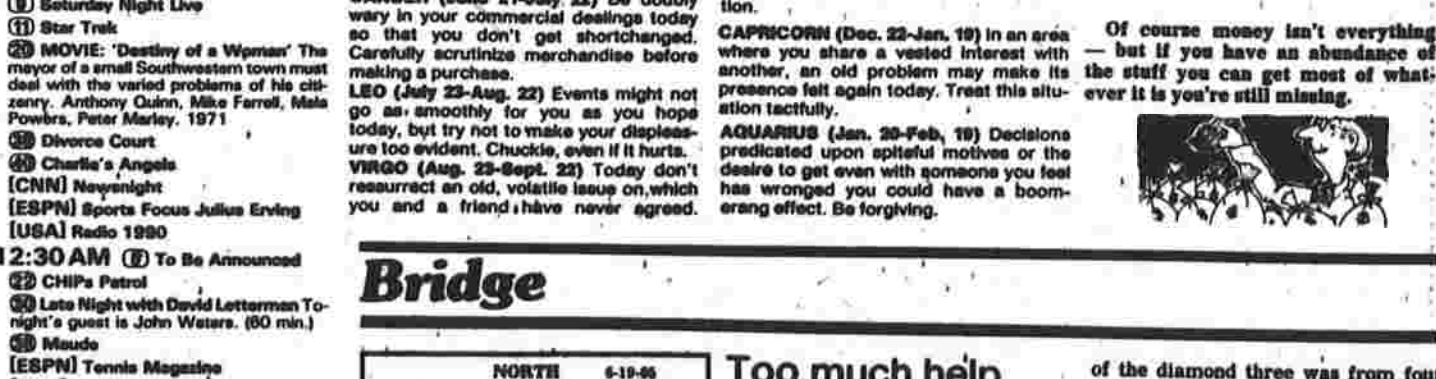 Saturday Night Live
(11) Star Trek
(20) MOVIE: 'Destiny of a Woman' The
mayor of a small Southwestern town must
deal with the varied problems of his citi-
zenry. Anthony Quinn, Mike Farrell, Mala
Powers, Peter Marley. 1971
(38) Divorce Court
(40) Charlie's Angels
[CNN] Newsnight
[ESPN] Sports Focus Julius Erving
[USA] Radio 1990
12:30 AM To Be Announced
(22) CHiPs Patrol
(30) Late Night with David Letterman To-
night's guest is John Waters. (60 min.)
(38) Maude
[ESPN] Tennis Magazine
wary in your commercial dealings today
so that you don't get shortchanged.
Carefully scrutinize merchandise before
making a purchase.
LEO (July 23-Aug. 22) Events might not
go as smoothly for you as you hope
today, but try not to make your displeas-
ure too evident. Chuckle, even if it hurts.
VIRGO (Aug. 23-Sept. 22) Today don't
resurrect an old, volatile issue on which
you and a friend have never agreed.
tion.
CAPRICORN (Dec. 22-Jan. 19) In an area
where you share a vested interest with
another, an old problem may make its
presence felt again today. Treat this situ-
ation tactfully.
AQUARIUS (Jan. 20-Feb. 19) Decisions
predicated upon spiteful motives or the
desire to get even with someone you feel
has wronged you could have a boom-
erang effect. Be forgiving.
Of course money isn't everything
— but if you have an abundance of
the stuff you can get most of what-
ever it is you're still missing.
Bridge
NORTH 6-19-86
Too much help
of the diamond three was from four